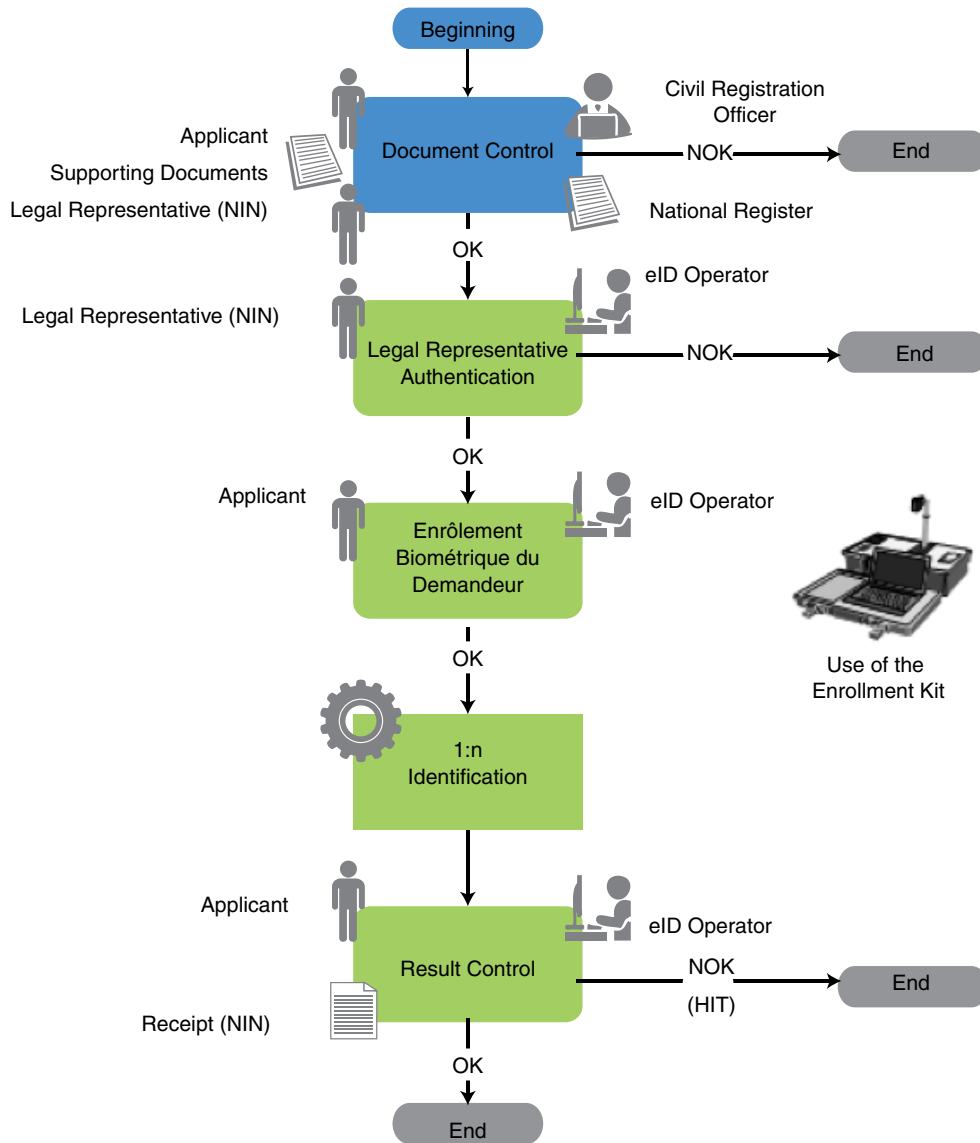 Beginning
Civil Registration
Officer
Applicant
Supporting Documents
Legal Representative (NIN)
Document Control
NOK
End
National Register
OK
eID Operator
Legal Representative (NIN)
Legal Representative
Authentication
NOK
End
OK
Applicant
eID Operator
Enrôlement
Biométrique du
Demandeur
Use of the
Enrollment Kit
OK
1:n
Identification
Applicant
eID Operator
Result Control
NOK
(HIT)
End
Receipt (NIN)
OK
End